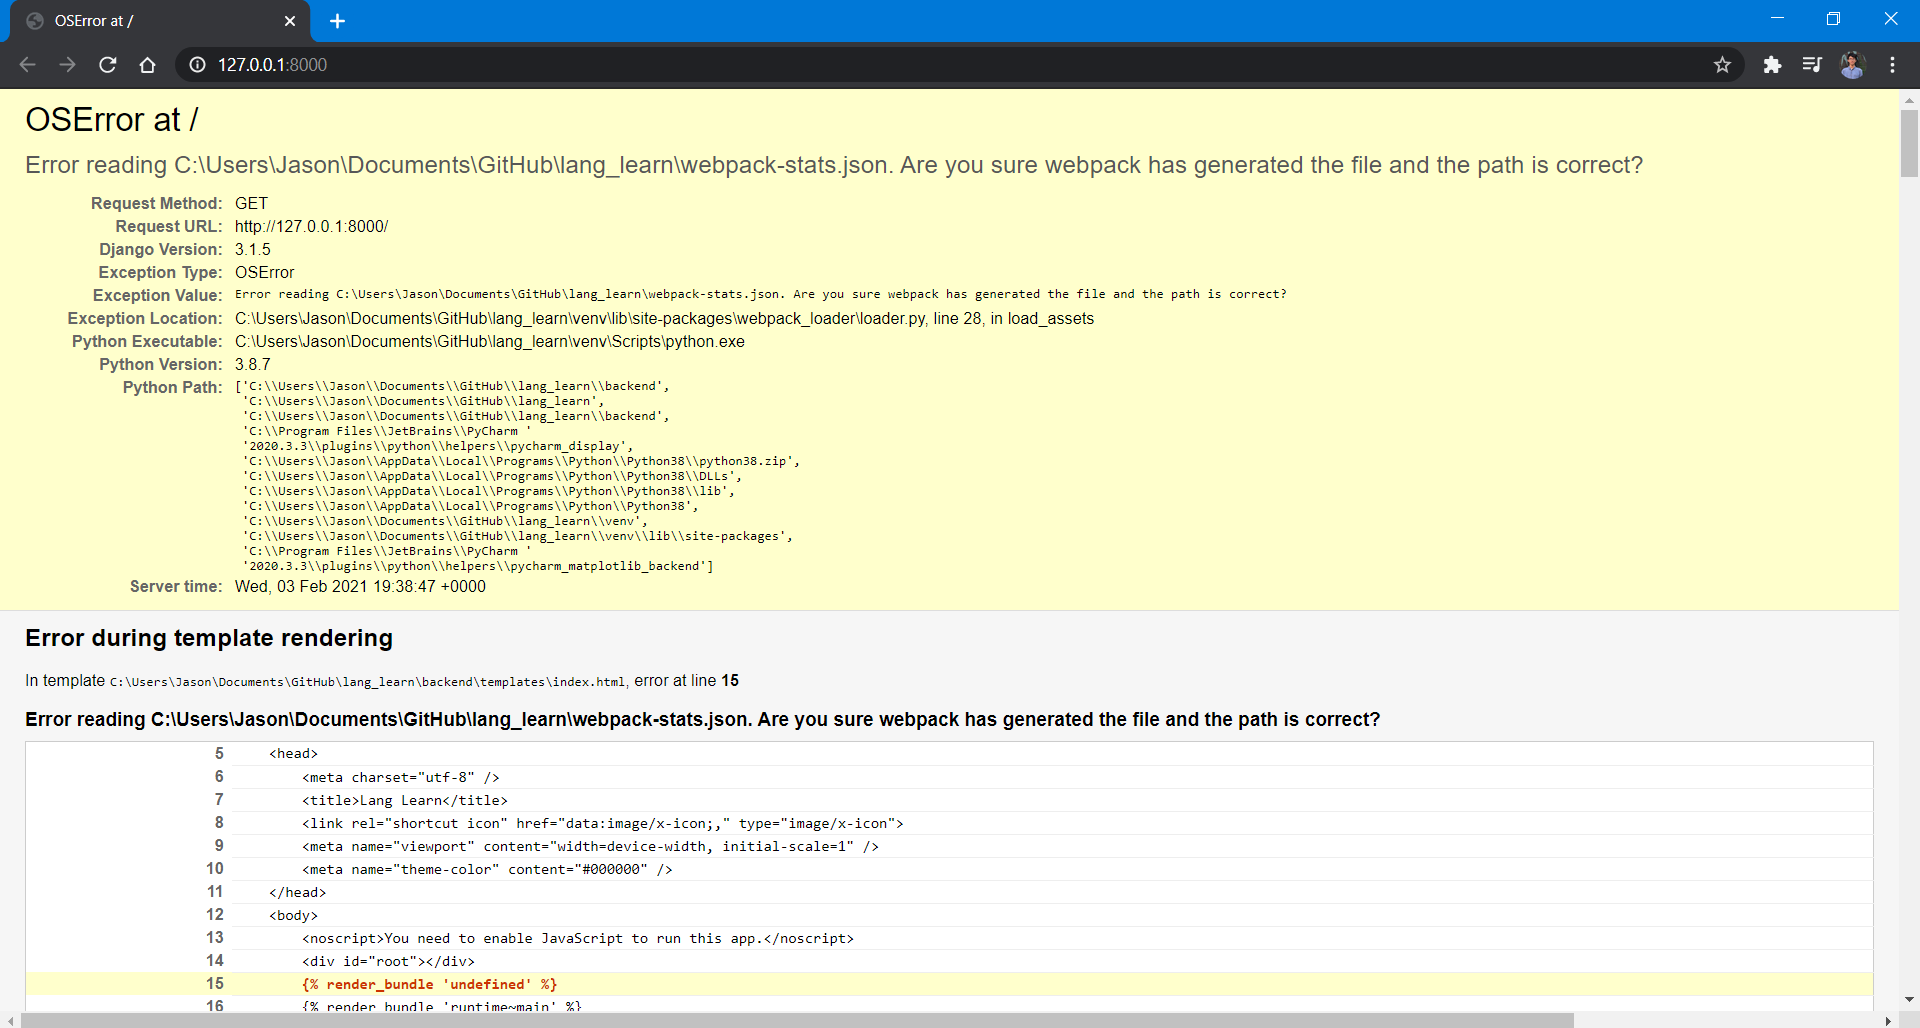 OSError at /
127.0.0.1:8000
OSError at /
Error reading C:\Users\Jason\Documents\GitHub\lang_learn\webpack-stats.json. Are you sure webpack has generated the file and the path is correct?
Request Method: GET
Request URL: http://127.0.0.1:8000/
Django Version: 3.1.5
Exception Type: OSError
Exception Value: Error reading C:\Users\Jason\Documents\GitHub\lang_learn\webpack-stats.json. Are you sure webpack has generated the file and the path is correct?
Exception Location: C:\Users\Jason\Documents\GitHub\lang_learn\venv\lib\site-packages\webpack_loader\loader.py, line 28, in load_assets
Python Executable: C:\Users\Jason\Documents\GitHub\lang_learn\venv\Scripts\python.exe
Python Version: 3.8.7
Python Path: ['C:\\Users\\Jason\\Documents\\GitHub\\lang_learn\\backend',
'C:\\Users\\Jason\\Documents\\GitHub\\lang_learn',
'C:\\Users\\Jason\\Documents\\GitHub\\lang_learn\\backend',
'C:\\Program Files\\JetBrains\\PyCharm '
'2020.3.3\\plugins\\python\\helpers\\pycharm_display',
'C:\\Users\\Jason\\AppData\\Local\\Programs\\Python\\Python38\\python38.zip',
'C:\\Users\\Jason\\AppData\\Local\\Programs\\Python\\Python38\\DLLs',
'C:\\Users\\Jason\\AppData\\Local\\Programs\\Python\\Python38\\lib',
'C:\\Users\\Jason\\AppData\\Local\\Programs\\Python\\Python38',
'C:\\Users\\Jason\\Documents\\GitHub\\lang_learn\\venv',
'C:\\Users\\Jason\\Documents\\GitHub\\lang_learn\\venv\\lib\\site-packages',
'C:\\Program Files\\JetBrains\\PyCharm '
'2020.3.3\\plugins\\python\\helpers\\pycharm_matplotlib_backend']
Server time: Wed, 03 Feb 2021 19:38:47 +0000
Error during template rendering
In template C:\Users\Jason\Documents\GitHub\lang_learn\backend\templates\index.html, error at line 15
Error reading C:\Users\Jason\Documents\GitHub\lang_learn\webpack-stats.json. Are you sure webpack has generated the file and the path is correct?
5 <head>
6 <meta charset="utf-8" />
7 <title>Lang Learn</title>
8 <link rel="shortcut icon" href="data:image/x-icon;," type="image/x-icon">
9 <meta name="viewport" content="width=device-width, initial-scale=1" />
10 <meta name="theme-color" content="#000000" />
11 </head>
12 <body>
13 <noscript>You need to enable JavaScript to run this app.</noscript>
14 <div id="root"></div>
15 {% render_bundle 'undefined' %}
16 {% render_bundle 'runtime~main' %}